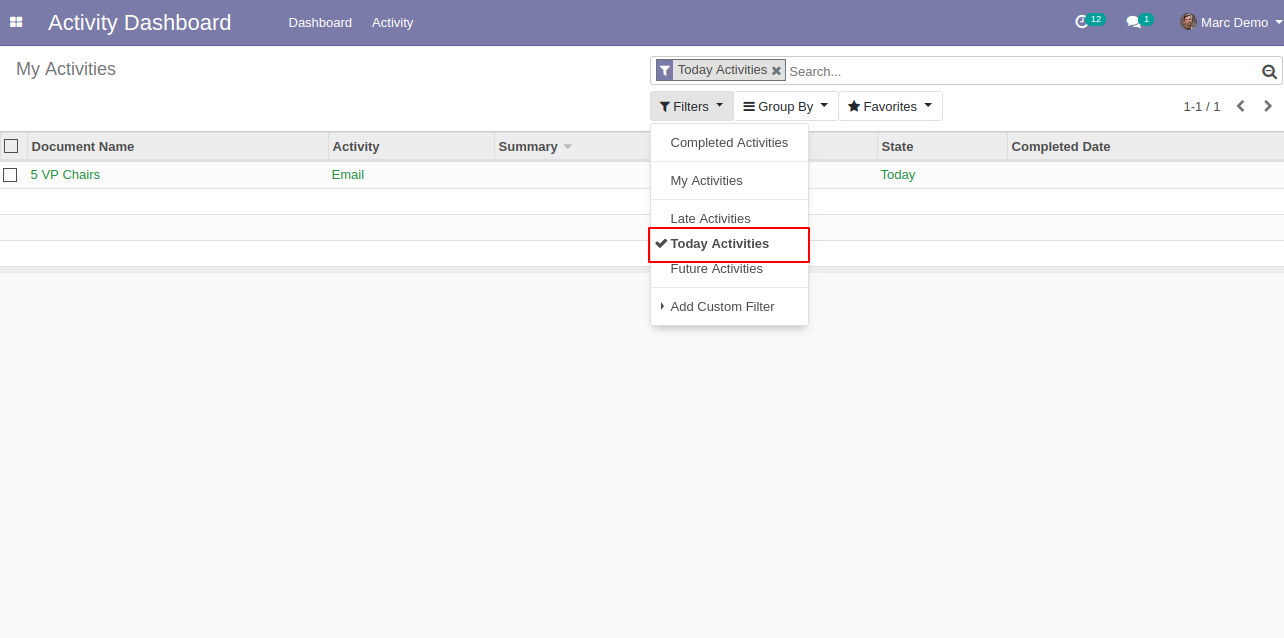 Activity Dashboard Dashboard Activity 12 1 Marc Demo
My Activities
Today Activities Search...
Filters Group By Favorites 1-1 / 1
Document Name Activity Summary State Completed Date
5 VP Chairs Email Today
Completed Activities
My Activities
Late Activities
Today Activities
Future Activities
Add Custom Filter